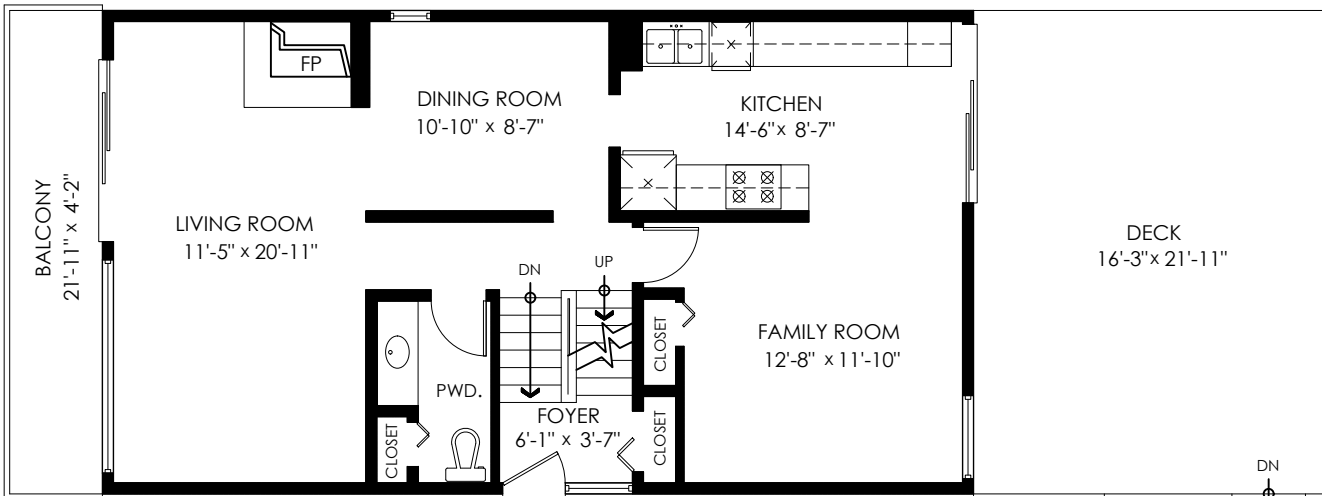 FP
DINING ROOM
10'-10" x 8'-7"
KITCHEN
14'-6" x 8'-7"
BALCONY
21'-11" x 4'-2"
LIVING ROOM
11'-5" x 20'-11"
DECK
16'-3" x 21'-11"
DN
UP
CLOSET
FAMILY ROOM
12'-8" x 11'-10"
PWD.
FOYER
6'-1" x 3'-7"
CLOSET
CLOSET
DN